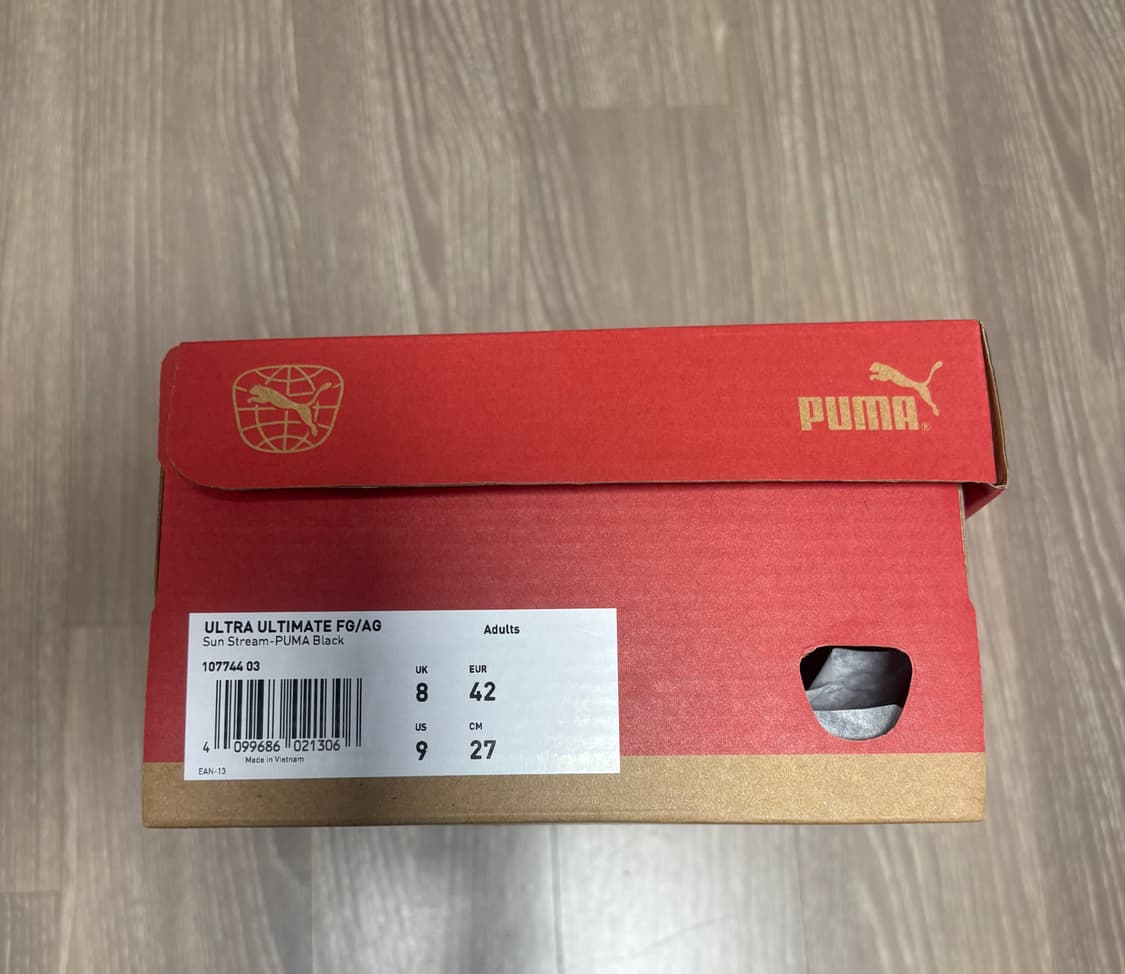 PUMA®
ULTRA ULTIMATE FG/AG
Adults
Sun Stream-PUMA Black
107744 03
UK EUR
8 42
US CM
9 27
4 099686 021306
Made in Vietnam
EAN-13